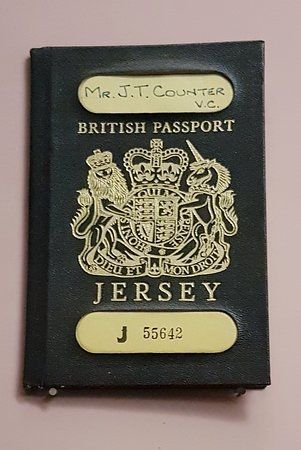 MR. J. T. COUNTER
V.C.
BRITISH PASSPORT
DIEU ET MON DROIT
JERSEY
J 55642